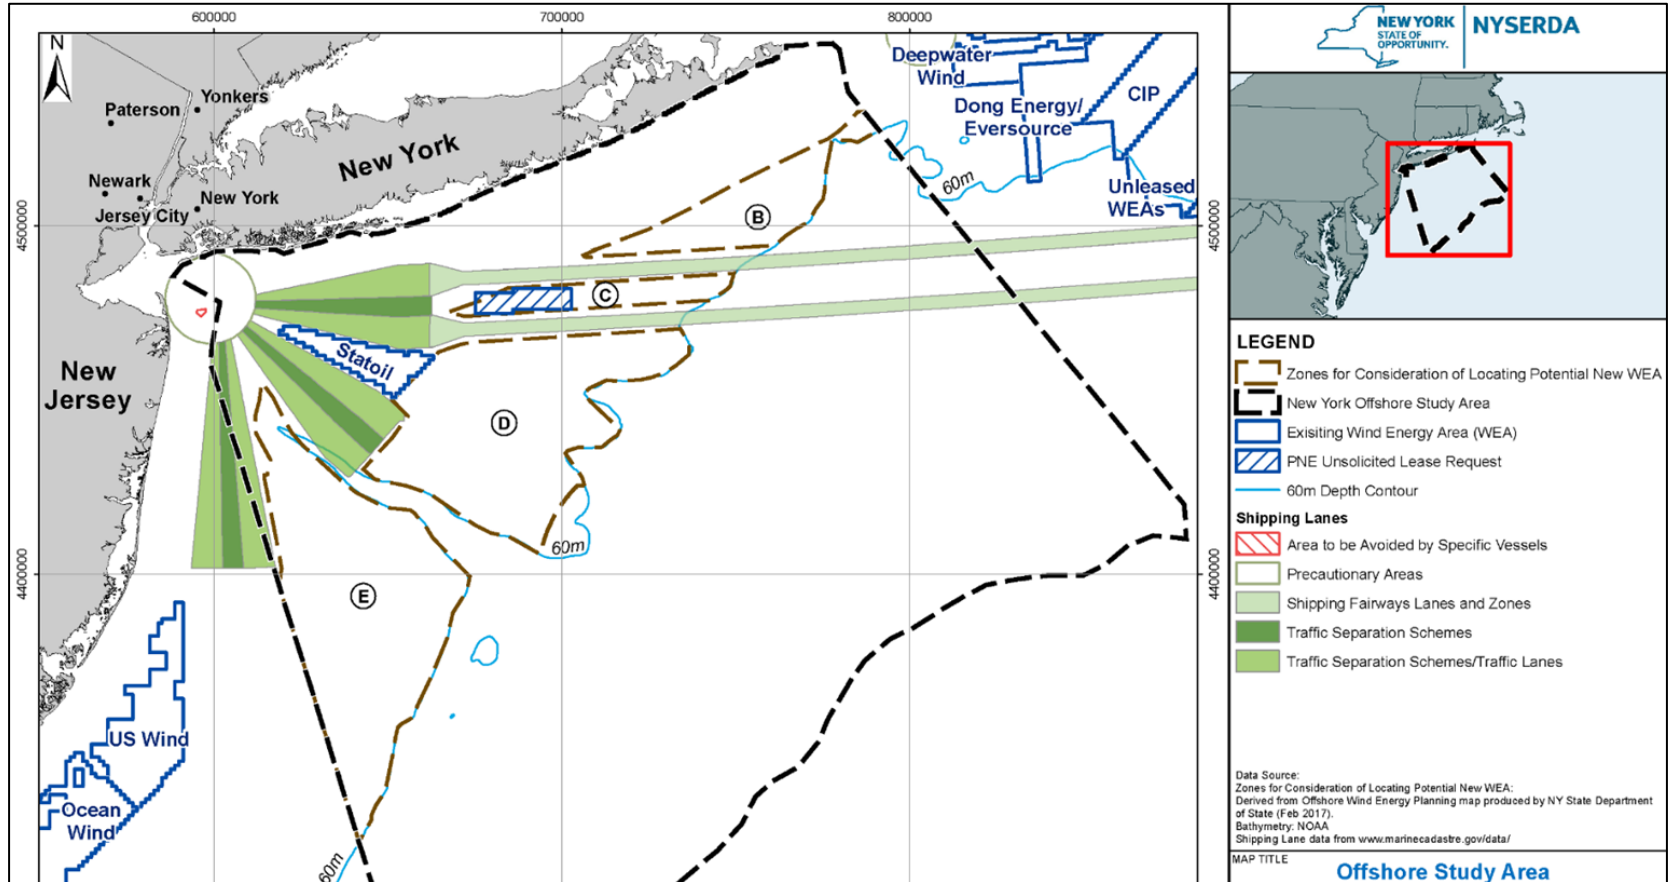 600000
700000
800000
N
Paterson
Yonkers
Newark
New York
Jersey City
New York
New
Jersey
Deepwater
Wind
Dong Energy/
Eversource
CIP
Unleased
WEAs
60m
4500000
4500000
B
C
Statoil
D
60m
4400000
4400000
E
US Wind
Ocean
Wind
60m
NEW YORK
STATE OF
OPPORTUNITY.
NYSERDA
LEGEND
Zones for Consideration of Locating Potential New WEA
New York Offshore Study Area
Exisiting Wind Energy Area (WEA)
PNE Unsolicited Lease Request
60m Depth Contour
Shipping Lanes
Area to be Avoided by Specific Vessels
Precautionary Areas
Shipping Fairways Lanes and Zones
Traffic Separation Schemes
Traffic Separation Schemes/Traffic Lanes
Data Source:
Zones for Consideration of Locating Potential New WEA:
Derived from Offshore Wind Energy Planning map produced by NY State Department
of State (Feb 2017).
Bathymetry: NOAA
Shipping Lane data from www.marinecadastre.gov/data/
MAP TITLE
Offshore Study Area